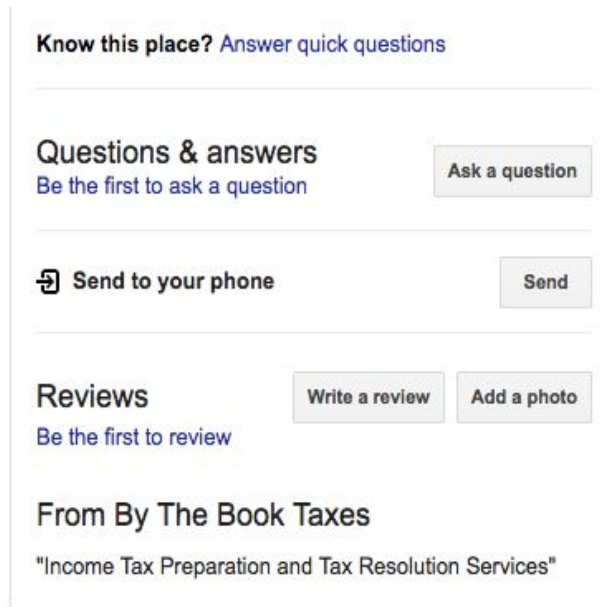 Know this place? Answer quick questions
Questions & answers
Be the first to ask a question
Ask a question
Send to your phone
Send
Reviews
Write a review
Add a photo
Be the first to review
From By The Book Taxes
"Income Tax Preparation and Tax Resolution Services"